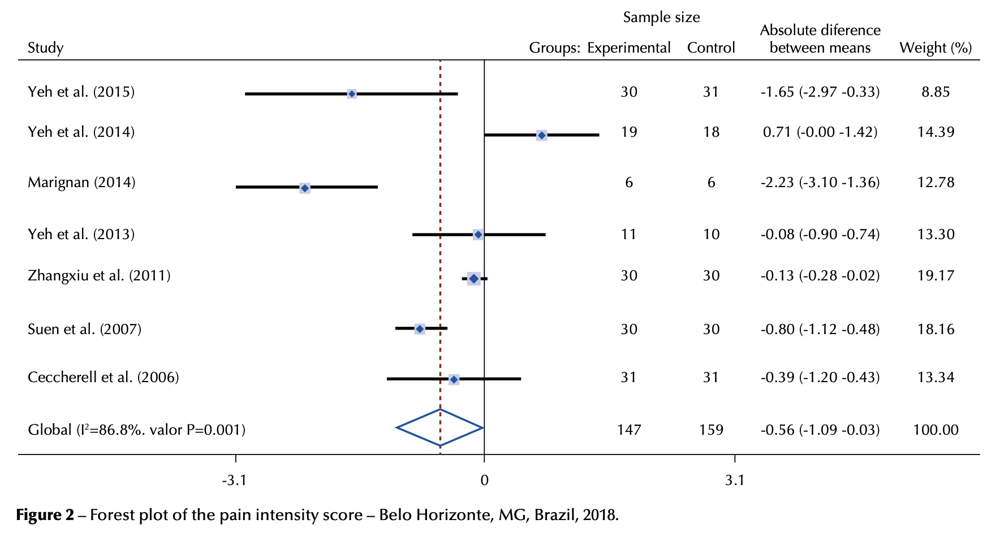 Sample size
Study Groups: Experimental Control Absolute diference between means Weight (%)
Yeh et al. (2015) 30 31 -1.65 (-2.97 -0.33) 8.85
Yeh et al. (2014) 19 18 0.71 (-0.00 -1.42) 14.39
Marignan (2014) 6 6 -2.23 (-3.10 -1.36) 12.78
Yeh et al. (2013) 11 10 -0.08 (-0.90 -0.74) 13.30
Zhangxiu et al. (2011) 30 30 -0.13 (-0.28 -0.02) 19.17
Suen et al. (2007) 30 30 -0.80 (-1.12 -0.48) 18.16
Ceccherell et al. (2006) 31 31 -0.39 (-1.20 -0.43) 13.34
Global (I²=86.8%. valor P=0.001) 147 159 -0.56 (-1.09 -0.03) 100.00
-3.1 0 3.1
Figure 2 – Forest plot of the pain intensity score – Belo Horizonte, MG, Brazil, 2018.